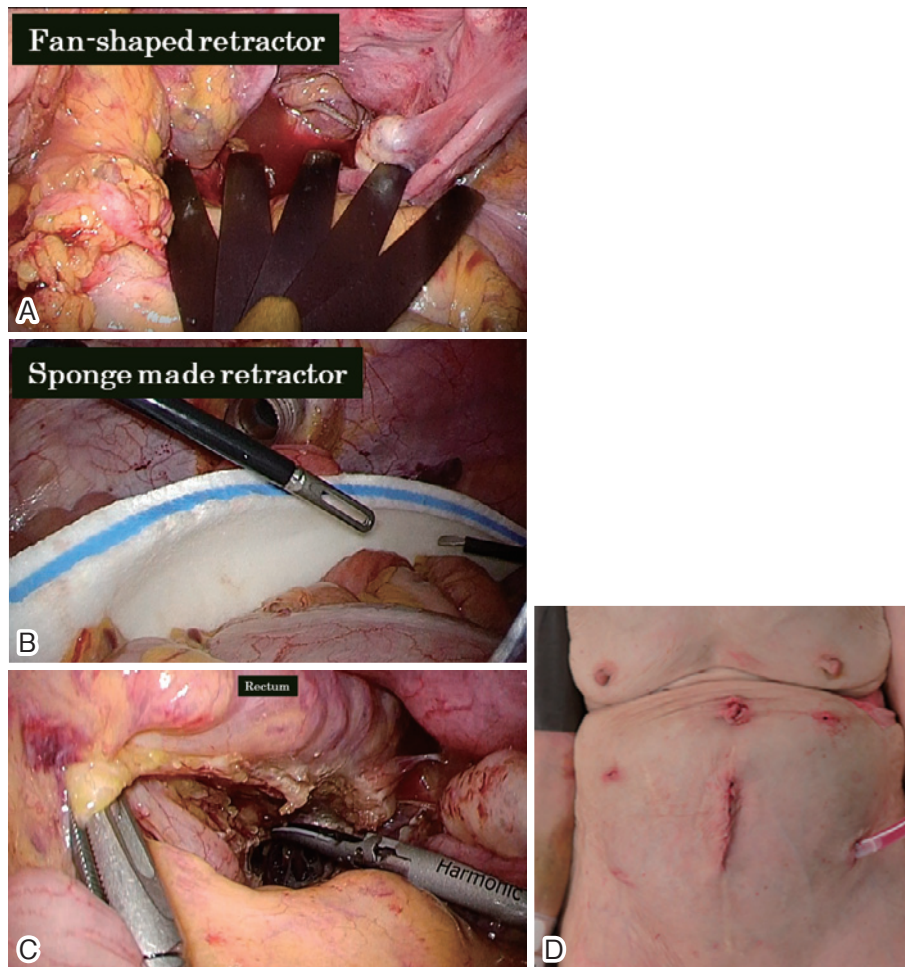 Fan-shaped retractor
A
Sponge made retractor
B
Rectum
Harmonic
C
D